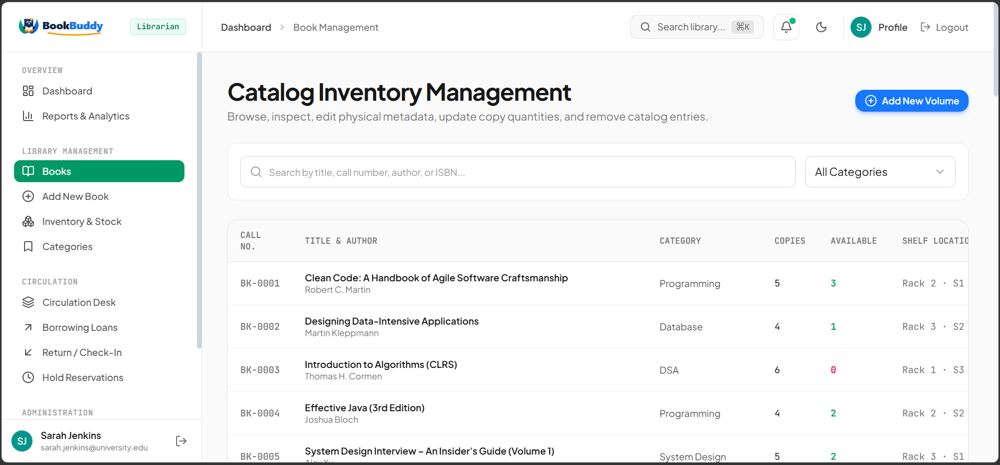 BookBuddy
Librarian
Dashboard > Book Management
Search library... ⌘K
SJ Profile
Logout
OVERVIEW
Dashboard
Reports & Analytics
LIBRARY MANAGEMENT
Books
Add New Book
Inventory & Stock
Categories
CIRCULATION
Circulation Desk
Borrowing Loans
Return / Check-In
Hold Reservations
ADMINISTRATION
SJ
Sarah Jenkins
sarah.jenkins@university.edu
Catalog Inventory Management
Browse, inspect, edit physical metadata, update copy quantities, and remove catalog entries.
Add New Volume
Search by title, call number, author, or ISBN...
All Categories
CALL NO. TITLE & AUTHOR CATEGORY COPIES AVAILABLE SHELF LOCATIO
BK-0001 Clean Code: A Handbook of Agile Software Craftsmanship Programming 5 3 Rack 2 · S1
Robert C. Martin
BK-0002 Designing Data-Intensive Applications Database 4 1 Rack 3 · S2
Martin Kleppmann
BK-0003 Introduction to Algorithms (CLRS) DSA 6 0 Rack 1 · S3
Thomas H. Cormen
BK-0004 Effective Java (3rd Edition) Programming 4 2 Rack 2 · S2
Joshua Bloch
BK-0005 System Design Interview – An Insider's Guide (Volume 1) System Design 5 2 Rack 3 · S1